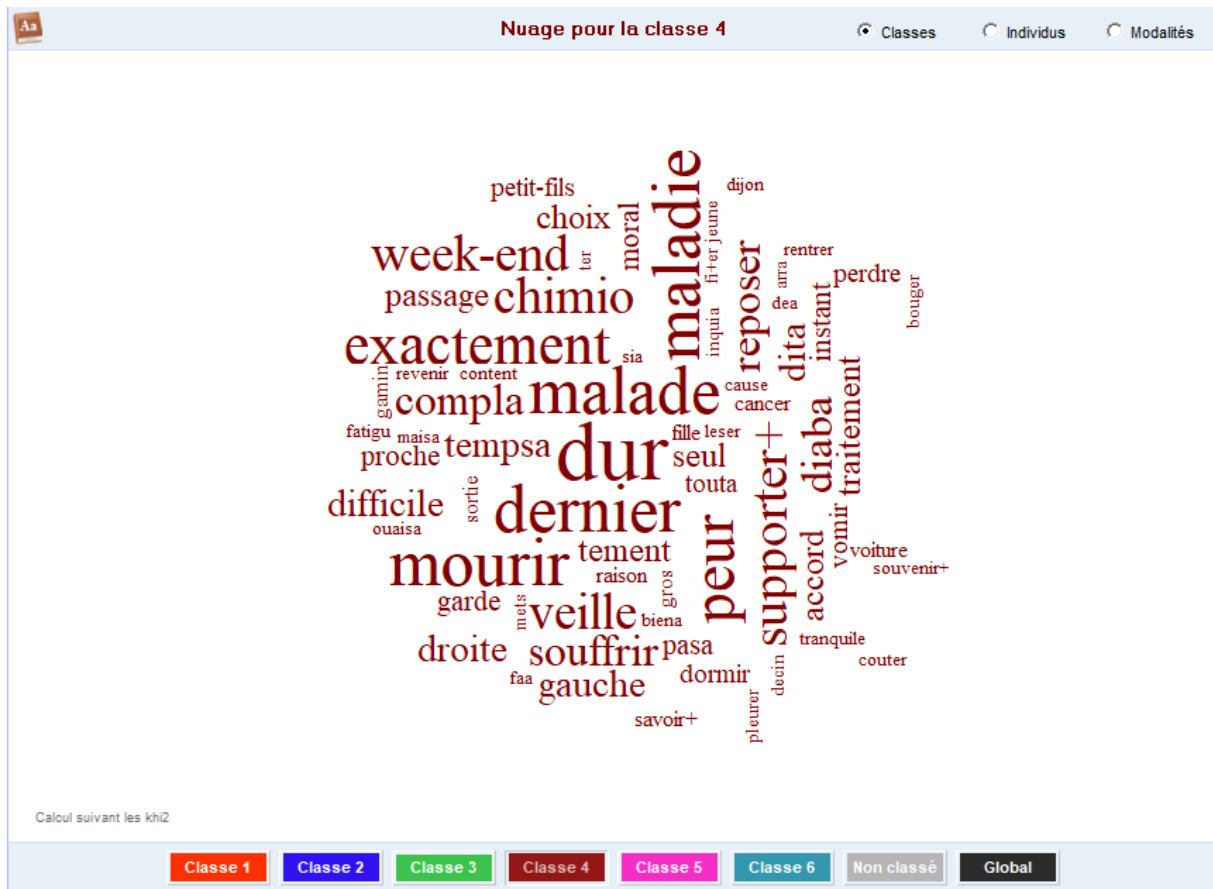 Aa
Nuage pour la classe 4
Classes
Individus
Modalités
maladie
petit-fils
dijon
choix
moral
fi+er jeune
week-end
ter
reposer
rentrer
arra
perdre
passage
chimio
dea
instant
bouger
inquia
dita
exactement
sia
gamin
revenir
content
malade
cause
cancer
compla
traitement
diaba
fatigu
maisa
tempsa
dur
fille
leser
proche
seul
supporter+
touta
difficile
sortie
dernier
ouaisa
peur
vomir
accord
voiture
mourir
tement
souvenir+
raison
gros
garde
mets
veille
biena
tranquile
droite
souffrir
pasa
couter
faa
gauche
dormir
decin
pleurer
savoir+
Calcul suivant les khi2
Classe 1
Classe 2
Classe 3
Classe 4
Classe 5
Classe 6
Non classé
Global